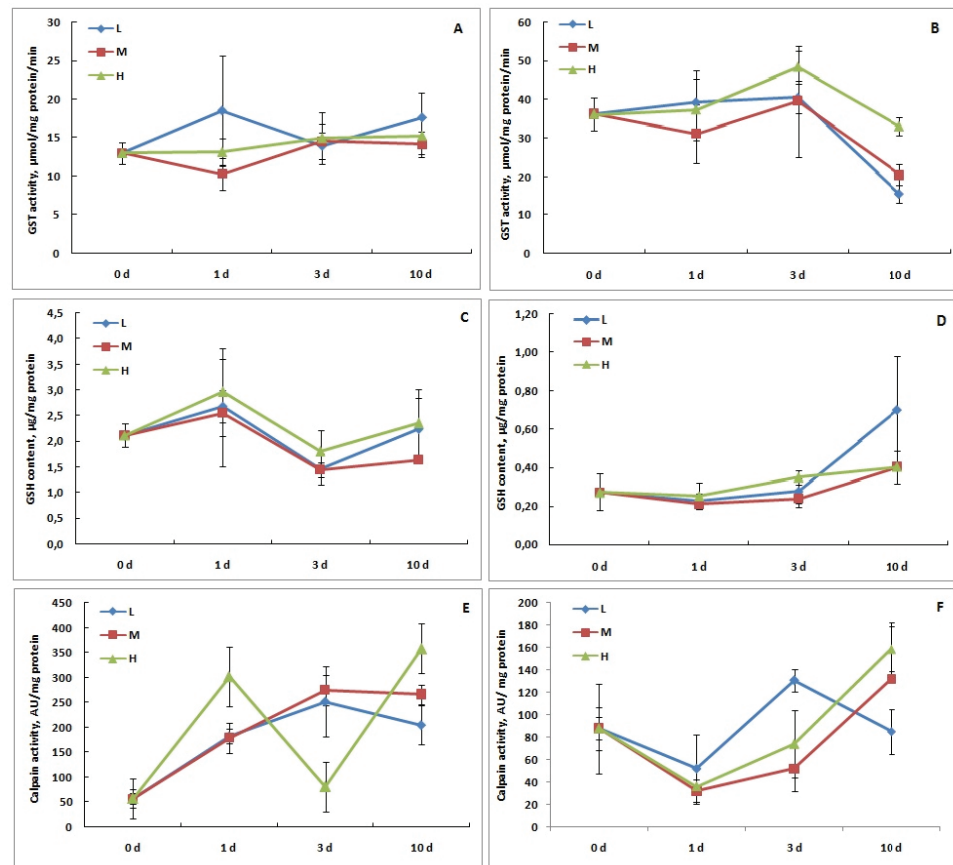 A
GST activity, µmol/mg protein/min
30
25
20
15
10
5
0
L
M
H
0 d 1 d 3 d 10 d
B
GST activity, µmol/mg protein/min
60
50
40
30
20
10
0
L
M
H
0 d 1 d 3 d 10 d
C
GSH content, µg/mg protein
4,5
4,0
3,5
3,0
2,5
2,0
1,5
1,0
0,5
0,0
L
M
H
0 d 1 d 3 d 10 d
D
GSH content, µg/mg protein
1,20
1,00
0,80
0,60
0,40
0,20
0,00
L
M
H
0 d 1 d 3 d 10 d
E
Calpain activity, AU/mg protein
450
400
350
300
250
200
150
100
50
0
L
M
H
0 d 1 d 3 d 10 d
F
Calpain activity, AU/ mg protein
200
180
160
140
120
100
80
60
40
20
0
L
M
H
0 d 1 d 3 d 10 d